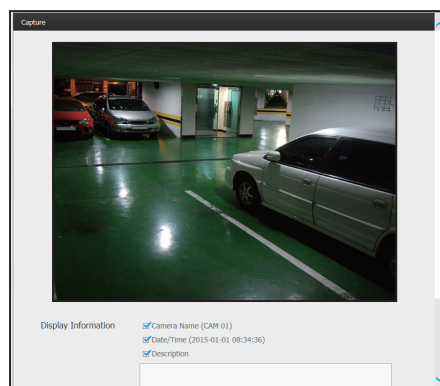 Capture
Display Information
Camera Name (CAM 01)
Date/Time (2015-01-01 08:34:36)
Description